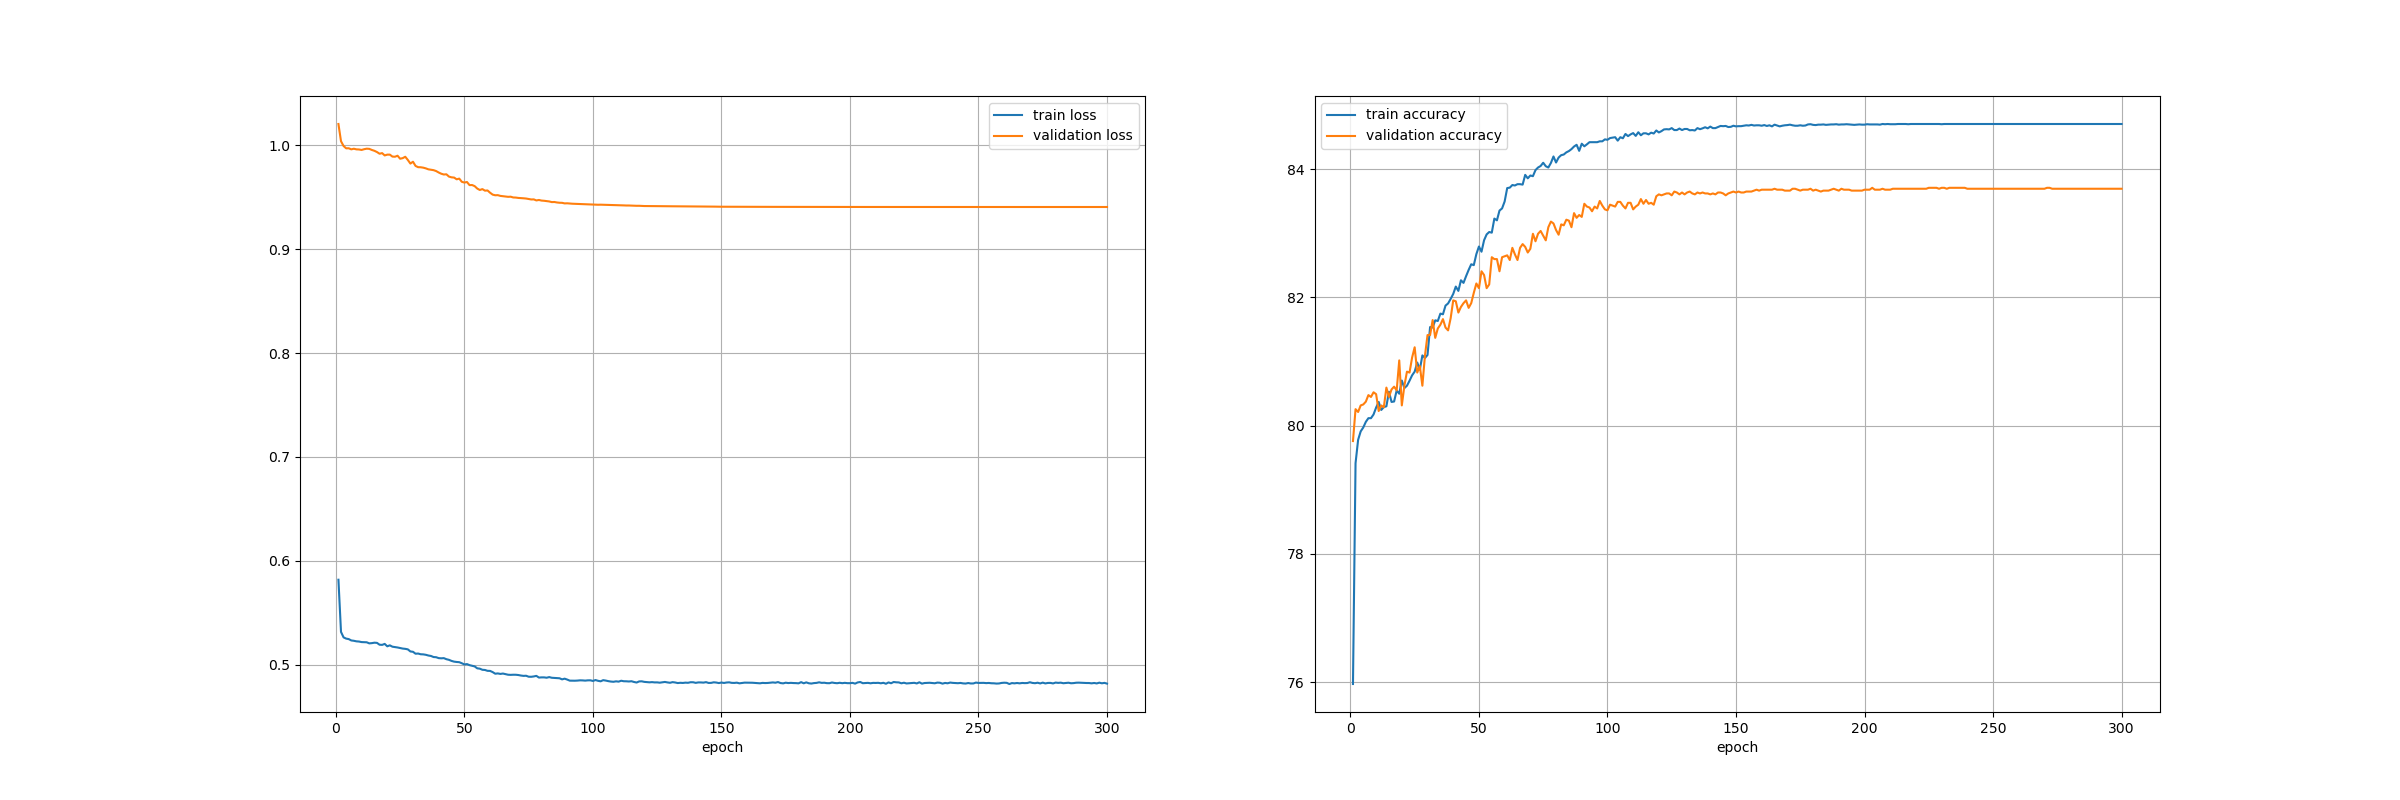 train loss
validation loss
1.0
0.9
0.8
0.7
0.6
0.5
0 50 100 150 200 250 300
epoch
train accuracy
validation accuracy
84
82
80
78
76
0 50 100 150 200 250 300
epoch